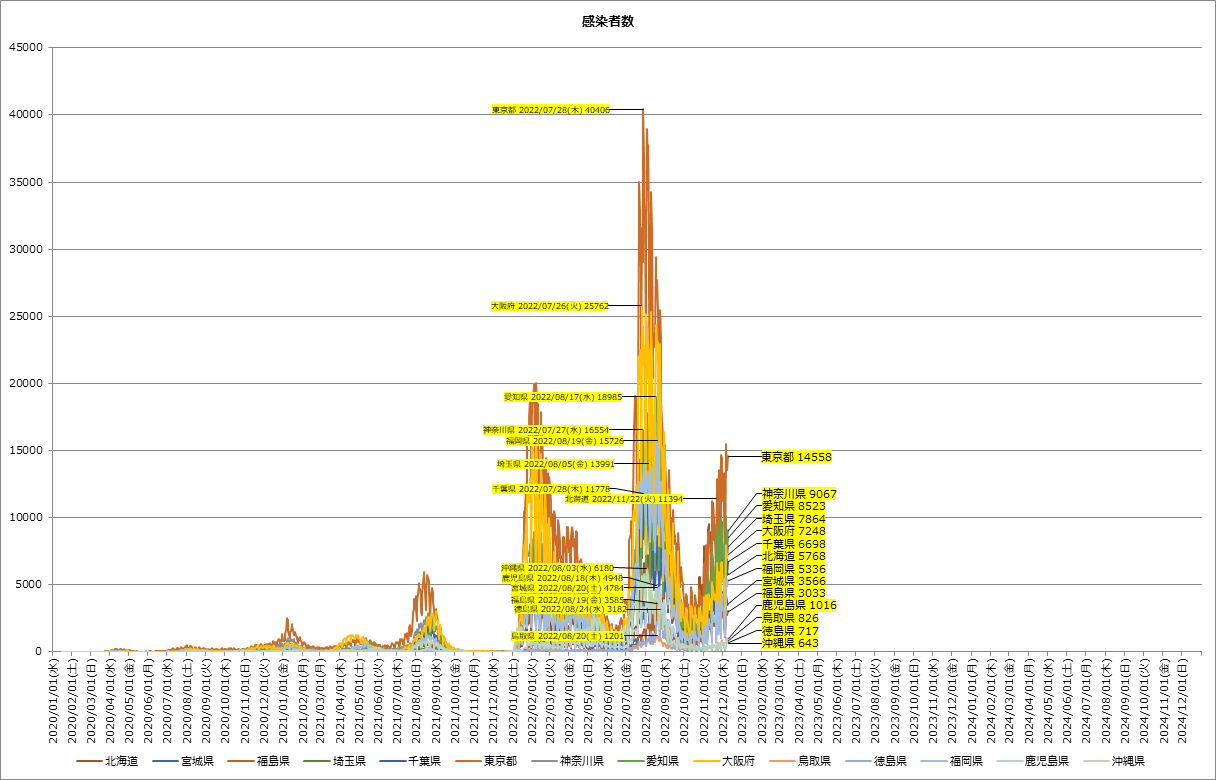 感染者数
45000
40000
35000
30000
25000
20000
15000
10000
5000
0
東京都 2022/07/28(木) 40406
大阪府 2022/07/26(火) 25762
愛知県 2022/08/17(水) 18985
神奈川県 2022/07/27(水) 16554
福岡県 2022/08/19(金) 15726
埼玉県 2022/08/05(金) 13991
千葉県 2022/07/28(木) 11778
北海道 2022/11/22(火) 11394
沖縄県 2022/08/03(水) 6180
鹿児島県 2022/08/18(木) 4948
宮城県 2022/08/20(土) 4784
福島県 2022/08/19(金) 3585
徳島県 2022/08/24(水) 3182
鳥取県 2022/08/20(土) 1201
東京都 14558
神奈川県 9067
愛知県 8523
埼玉県 7864
大阪府 7248
千葉県 6698
北海道 5768
福岡県 5336
宮城県 3566
福島県 3033
鹿児島県 1016
鳥取県 826
徳島県 717
沖縄県 643
2020/01/01(水)
2020/02/01(土)
2020/03/01(日)
2020/04/01(水)
2020/05/01(金)
2020/06/01(月)
2020/07/01(水)
2020/08/01(土)
2020/09/01(火)
2020/10/01(木)
2020/11/01(日)
2020/12/01(火)
2021/01/01(金)
2021/02/01(月)
2021/03/01(月)
2021/04/01(木)
2021/05/01(土)
2021/06/01(火)
2021/07/01(木)
2021/08/01(日)
2021/09/01(水)
2021/10/01(金)
2021/11/01(月)
2021/12/01(水)
2022/01/01(土)
2022/02/01(火)
2022/03/01(火)
2022/04/01(金)
2022/05/01(日)
2022/06/01(水)
2022/07/01(金)
2022/08/01(月)
2022/09/01(木)
2022/10/01(土)
2022/11/01(火)
2022/12/01(木)
2023/01/01(日)
2023/02/01(水)
2023/03/01(水)
2023/04/01(土)
2023/05/01(月)
2023/06/01(木)
2023/07/01(土)
2023/08/01(火)
2023/09/01(金)
2023/10/01(日)
2023/11/01(水)
2023/12/01(金)
2024/01/01(月)
2024/02/01(木)
2024/03/01(金)
2024/04/01(月)
2024/05/01(水)
2024/06/01(土)
2024/07/01(月)
2024/08/01(木)
2024/09/01(日)
2024/10/01(火)
2024/11/01(金)
2024/12/01(日)
北海道 宮城県 福島県 埼玉県 千葉県 東京都 神奈川県 愛知県 大阪府 鳥取県 徳島県 福岡県 鹿児島県 沖縄県